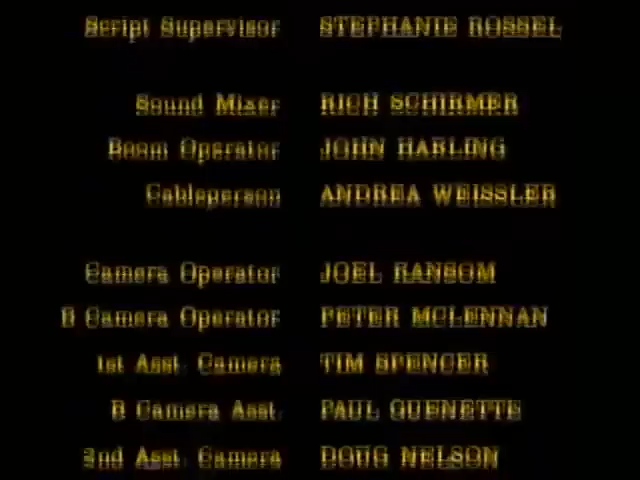 Script Supervisor STEPHANIE ROSSEL
Sound Mixer RICH SCHIRMER
Boom Operator JOHN HARLING
Cableperson ANDREA WEISSLER
Camera Operator JOEL RANSOM
B Camera Operator PETER MCLENNAN
1st Asst. Camera TIM SPENCER
B Camera Asst. PAUL GUENETTE
2nd Asst. Camera DOUG NELSON